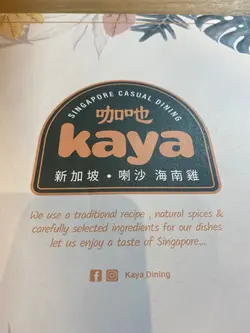 SINGAPORE CASUAL DINING
咖吔
kaya
新加坡・喇沙 海南雞
We use a traditional recipe , natural spices &
carefully selected ingredients for our dishes
let us enjoy a taste of Singapore...
Kaya Dining